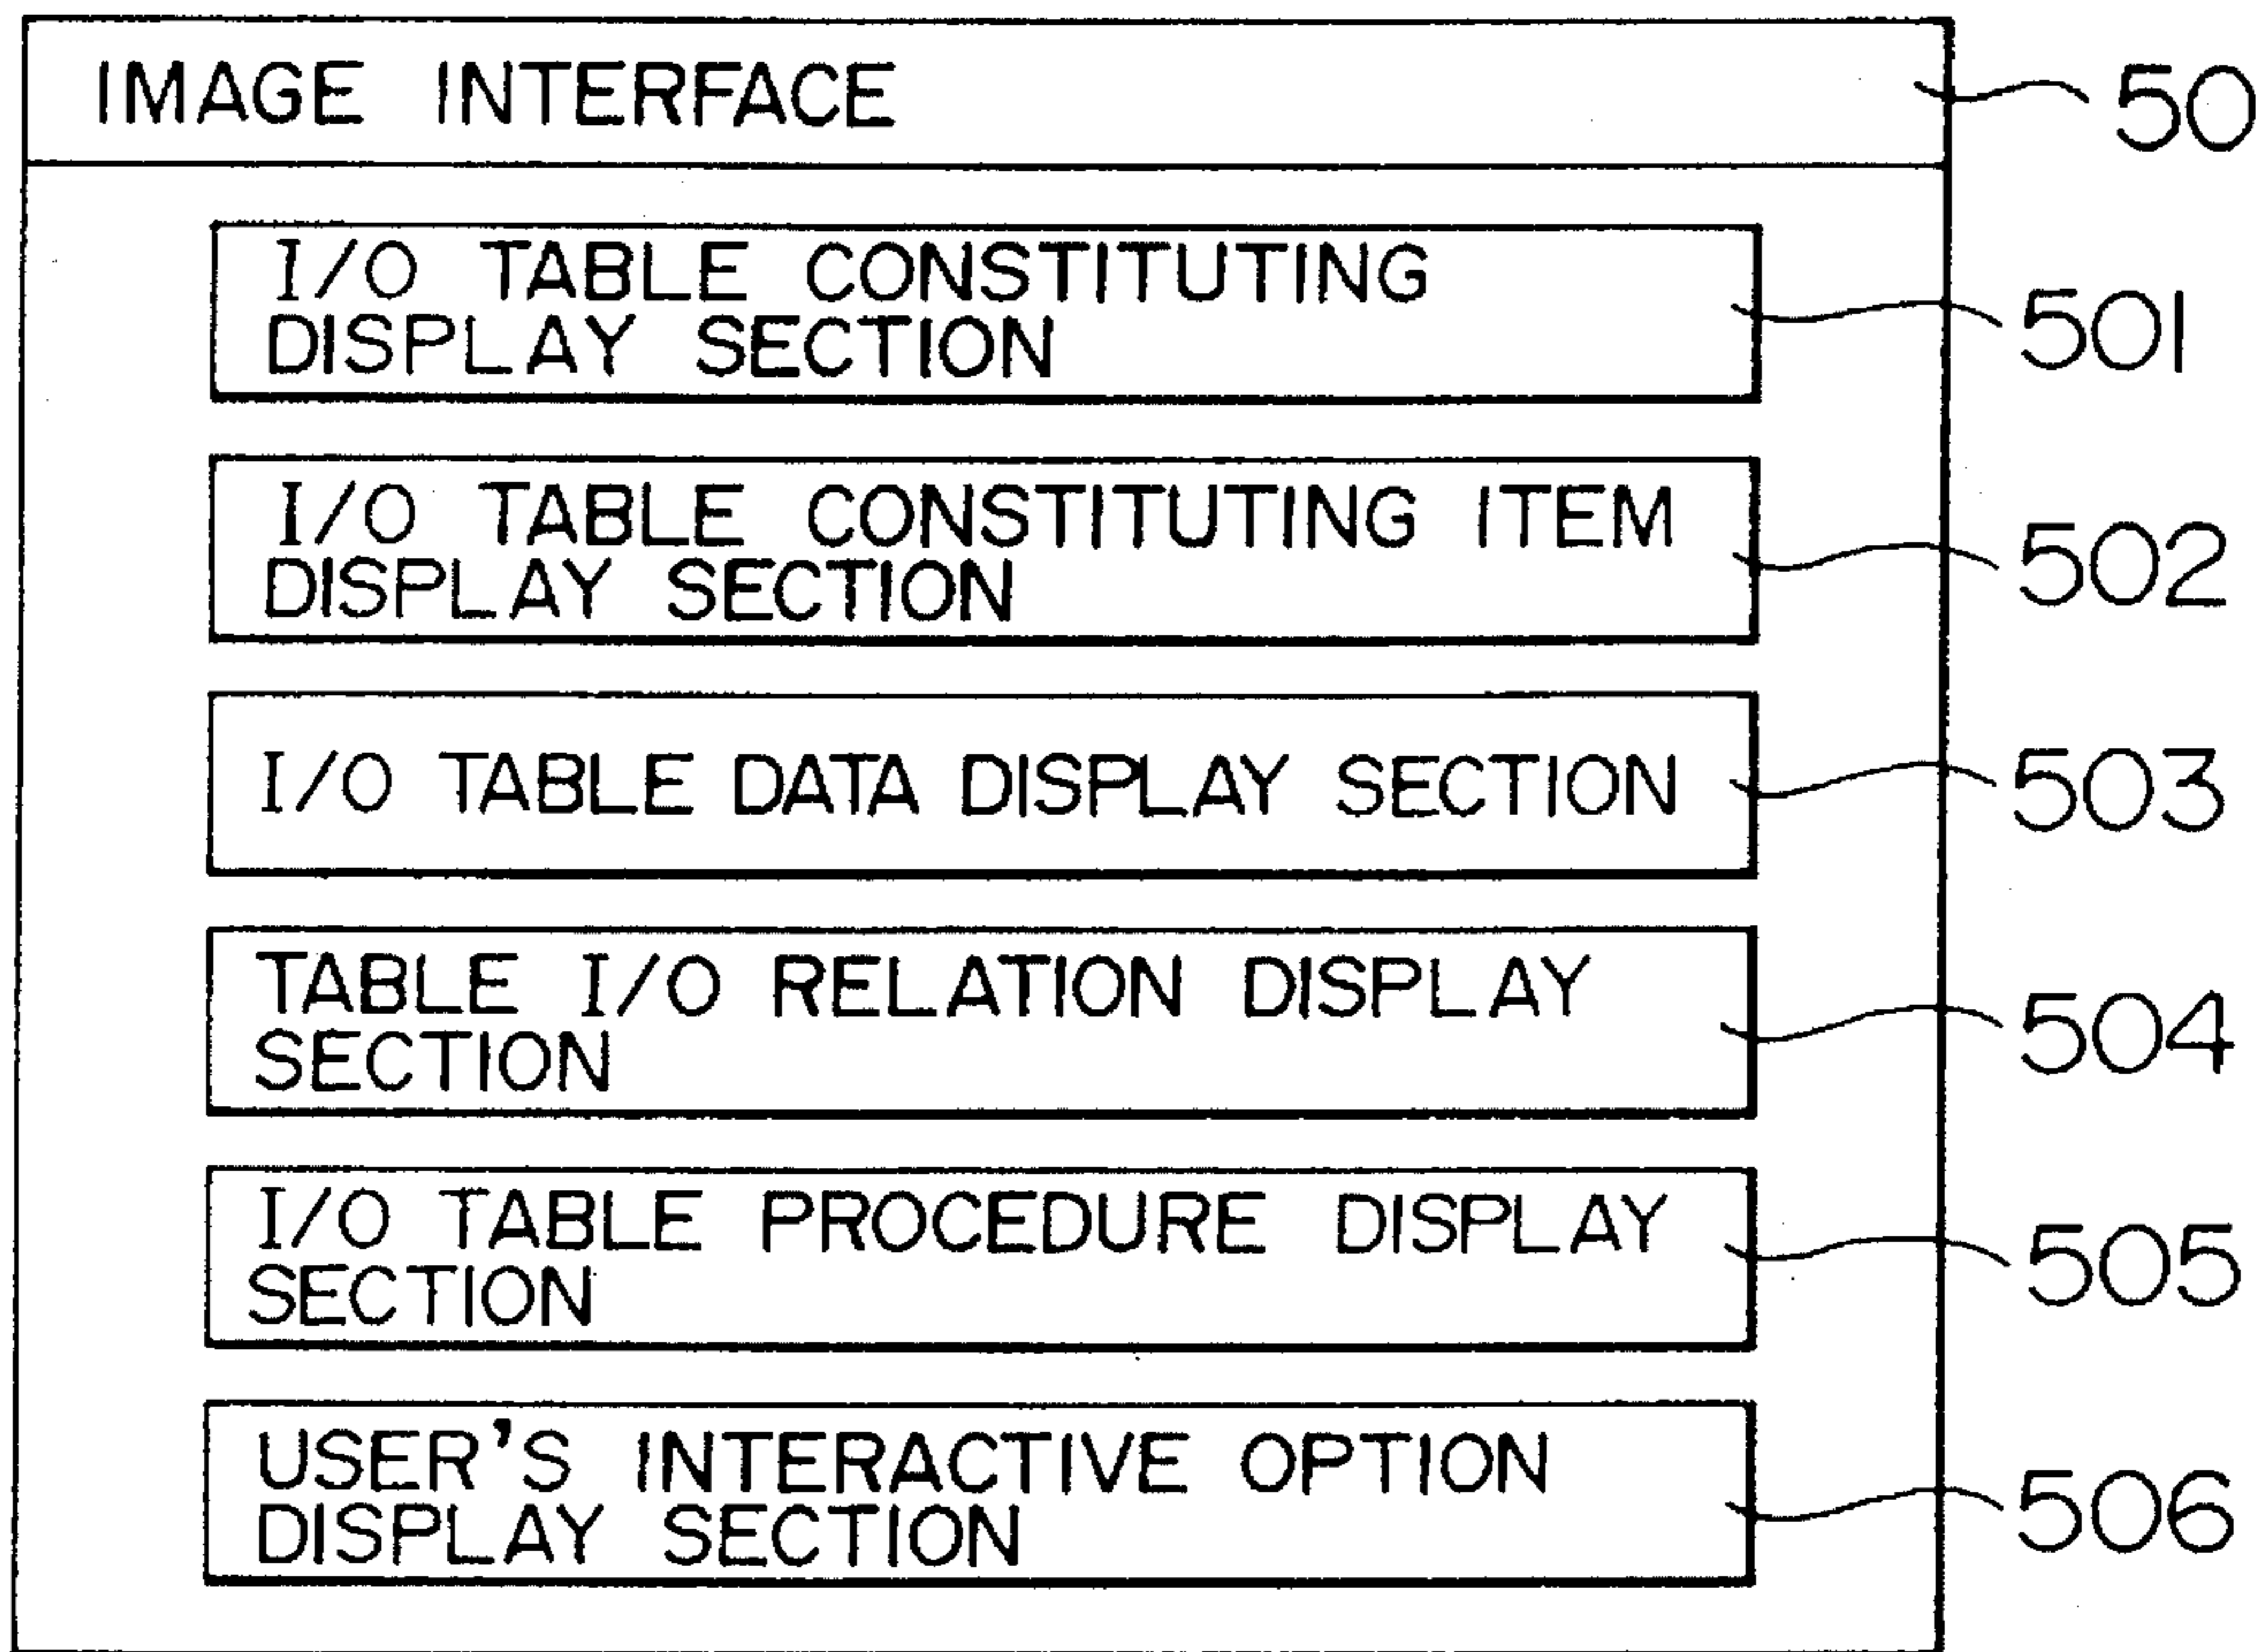 IMAGE INTERFACE 50
I/O TABLE CONSTITUTING
DISPLAY SECTION
501
I/O TABLE CONSTITUTING ITEM
DISPLAY SECTION
502
I/O TABLE DATA DISPLAY SECTION 503
TABLE I/O RELATION DISPLAY
SECTION
504
I/O TABLE PROCEDURE DISPLAY
SECTION
505
USER'S INTERACTIVE OPTION
DISPLAY SECTION
506